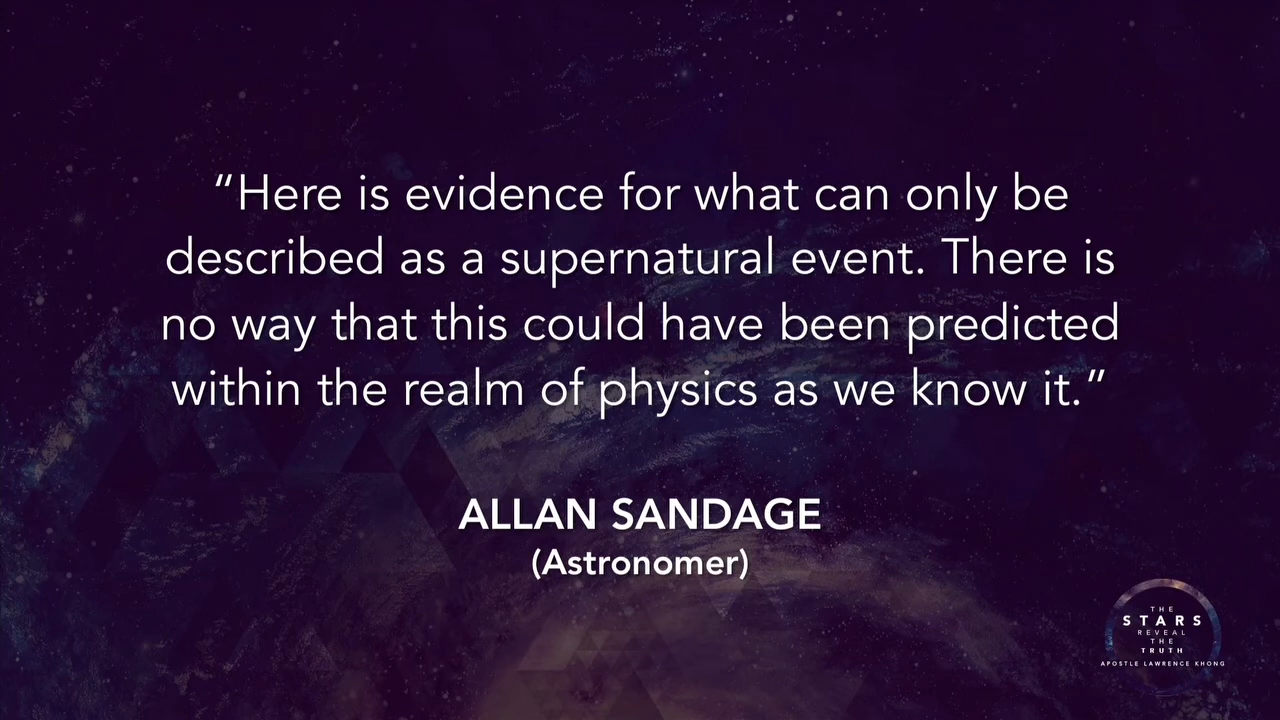 “Here is evidence for what can only be
described as a supernatural event. There is
no way that this could have been predicted
within the realm of physics as we know it.”
ALLAN SANDAGE
(Astronomer)
THE
STARS
REVEAL
THE
TRUTH
APOSTLE LAWRENCE KHONG